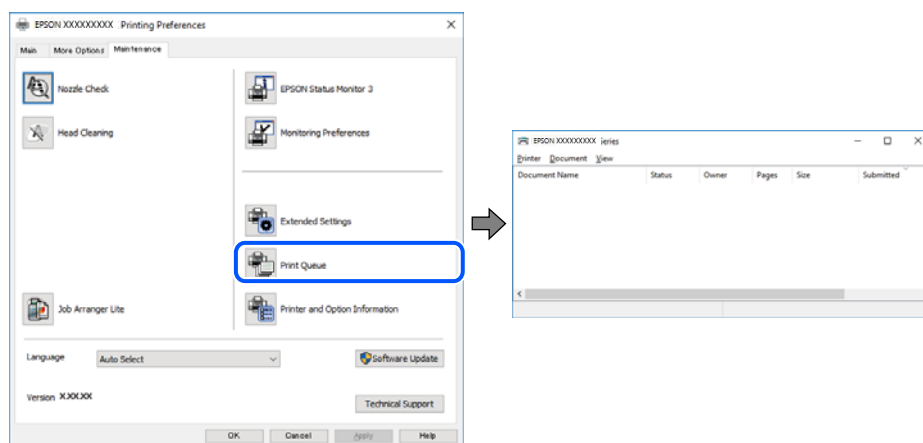 EPSON XXXXXXXXX Printing Preferences
Main More Options Maintenance
Nozzle Check
EPSON Status Monitor 3
Head Cleaning
Monitoring Preferences
Extended Settings
Print Queue
Job Arranger Lite
Printer and Option Information
Language Auto Select Software Update
Version X.XX.XX
Technical Support
OK Cancel Apply Help
EPSON XXXXXXXXX ieries
Printer Document View
Document Name Status Owner Pages Size Submitted